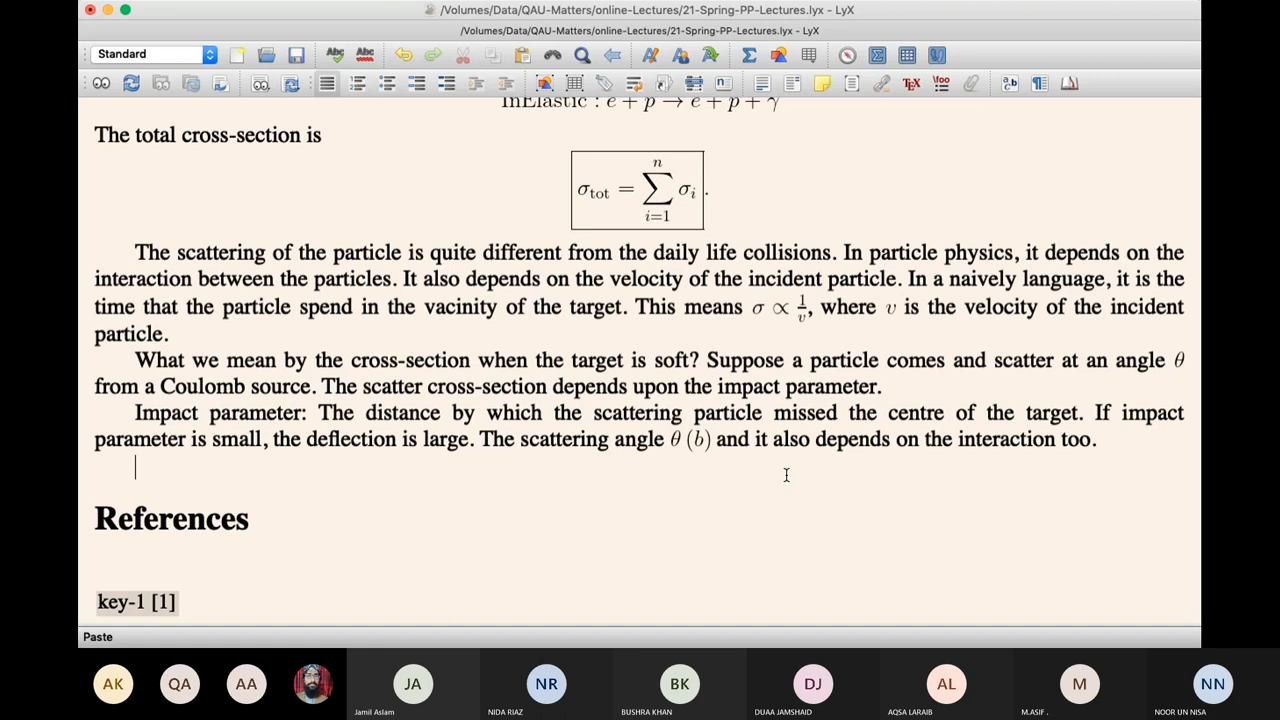 /Volumes/Data/QAU-Matters/online-Lectures/21-Spring-PP-Lectures.lyx - LyX
/Volumes/Data/QAU-Matters/online-Lectures/21-Spring-PP-Lectures.lyx - LyX
Standard
InElastic : e + p → e + p + γ
The total cross-section is
σ_tot = ∑_{i=1}^{n} σ_i .
The scattering of the particle is quite different from the daily life collisions. In particle physics, it depends on the
interaction between the particles. It also depends on the velocity of the incident particle. In a naively language, it is the
time that the particle spend in the vacinity of the target. This means σ ∝ 1/v, where v is the velocity of the incident
particle.
What we mean by the cross-section when the target is soft? Suppose a particle comes and scatter at an angle θ
from a Coulomb source. The scatter cross-section depends upon the impact parameter.
Impact parameter: The distance by which the scattering particle missed the centre of the target. If impact
parameter is small, the deflection is large. The scattering angle θ (b) and it also depends on the interaction too.
References
key-1 [1]
Paste
AK QA AA JA NR BK DJ AL M NN
Jamil Aslam NIDA RIAZ BUSHRA KHAN DUAA JAMSHAID AQSA LARAIB M.ASIF . NOOR UN NISA